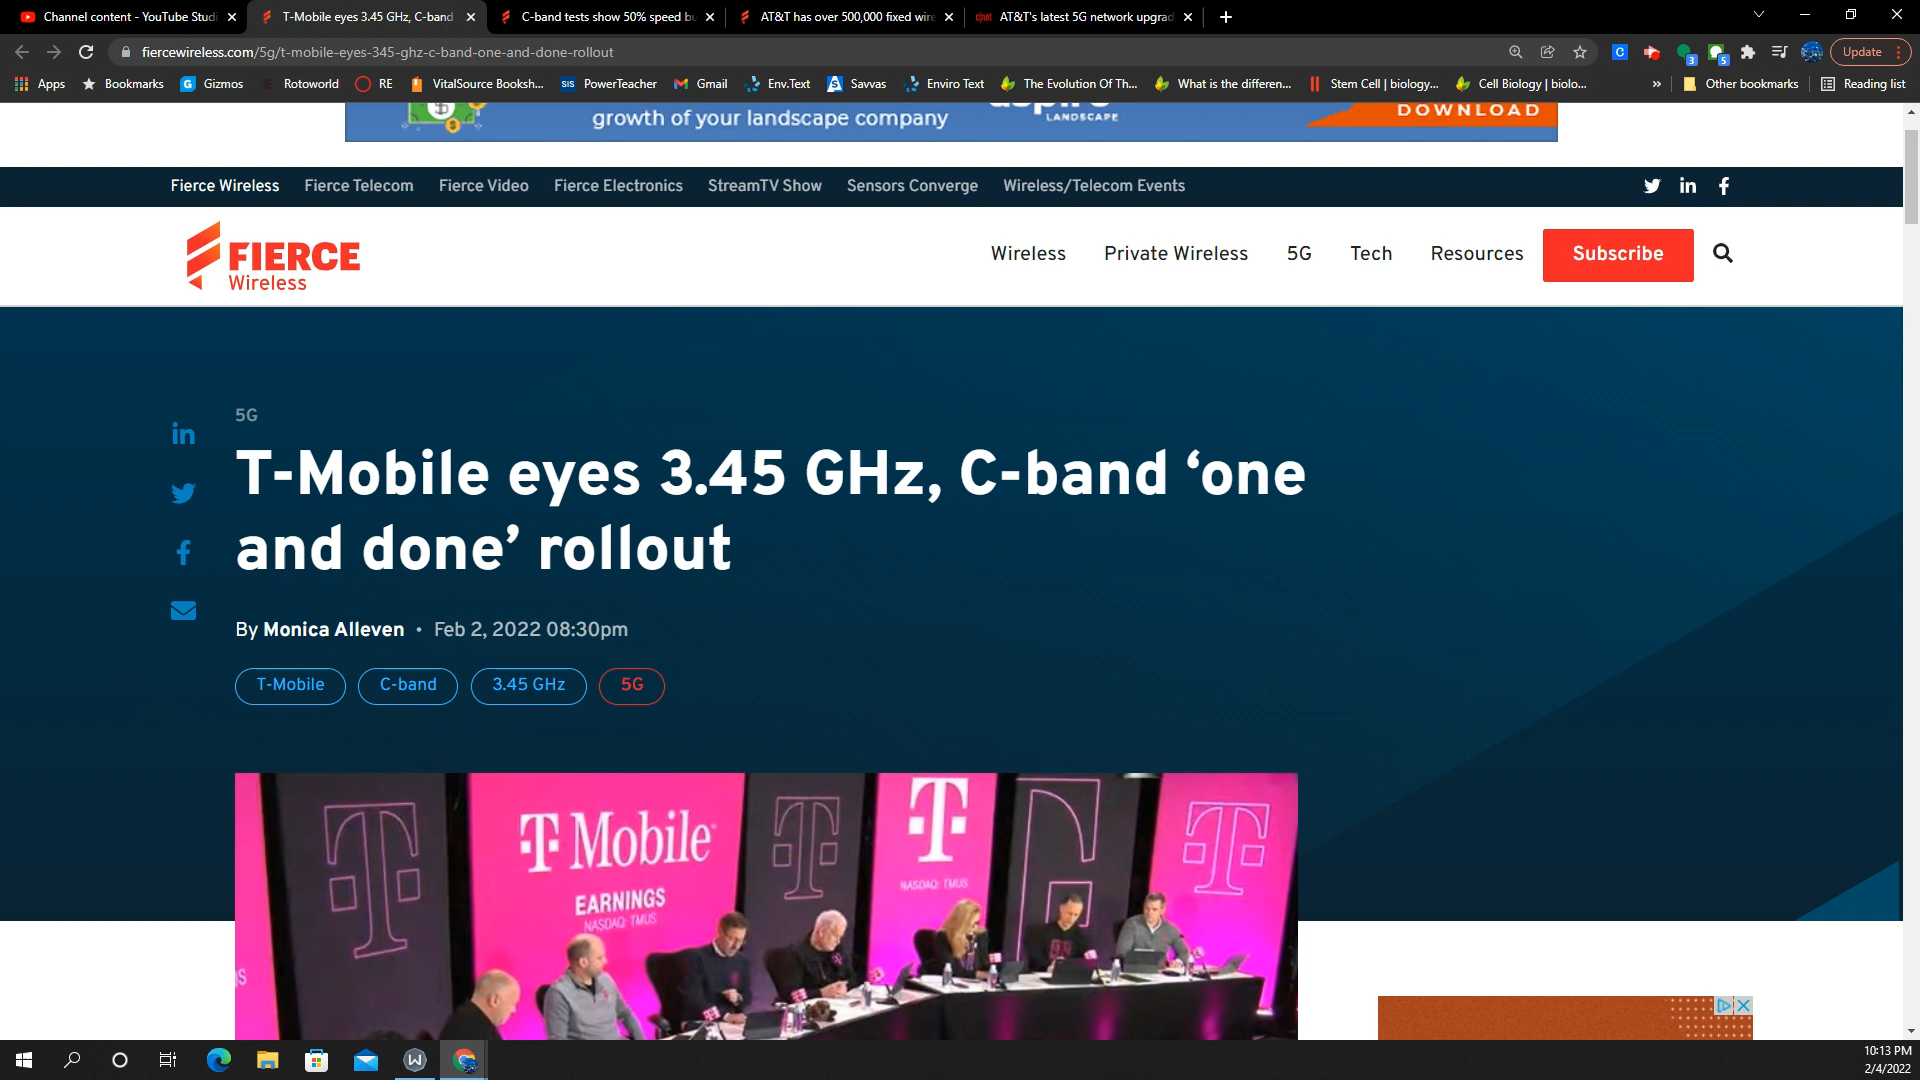 Channel content - YouTube Studi
T-Mobile eyes 3.45 GHz, C-band
C-band tests show 50% speed bu
AT&T has over 500,000 fixed wire
AT&T's latest 5G network upgrad
fiercewireless.com/5g/t-mobile-eyes-345-ghz-c-band-one-and-done-rollout
3
5
Update
Apps
Bookmarks
Gizmos
Rotoworld
RE
VitalSource Booksh...
PowerTeacher
Gmail
Env.Text
Savvas
Enviro Text
The Evolution Of Th...
What is the differen...
Stem Cell | biology...
Cell Biology | biolo...
Other bookmarks
Reading list
growth of your landscape company
LANDSCAPE
DOWNLOAD
Fierce Wireless
Fierce Telecom
Fierce Video
Fierce Electronics
StreamTV Show
Sensors Converge
Wireless/Telecom Events
FIERCE
Wireless
Wireless
Private Wireless
5G
Tech
Resources
Subscribe
5G
T-Mobile eyes 3.45 GHz, C-band ‘one
and done’ rollout
By Monica Alleven • Feb 2, 2022 08:30pm
T-Mobile
C-band
3.45 GHz
5G
T Mobile
EARNINGS
NASDAQ: TMUS
T
NASDAQ: TMUS
10:13 PM
2/4/2022